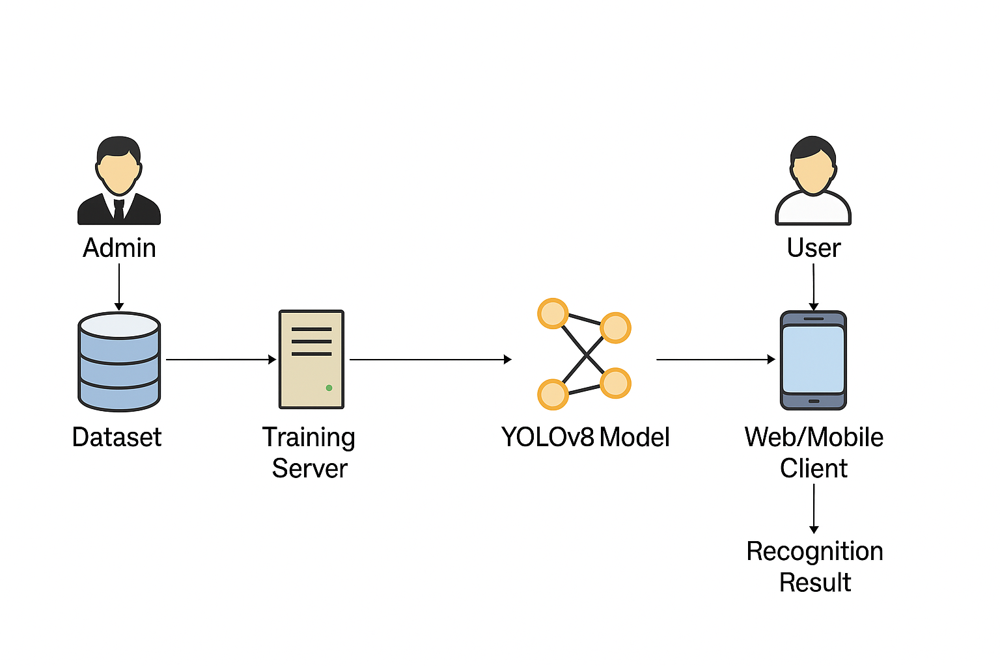 Admin
User
Dataset
Training
Server
YOLOv8 Model
Web/Mobile
Client
Recognition
Result